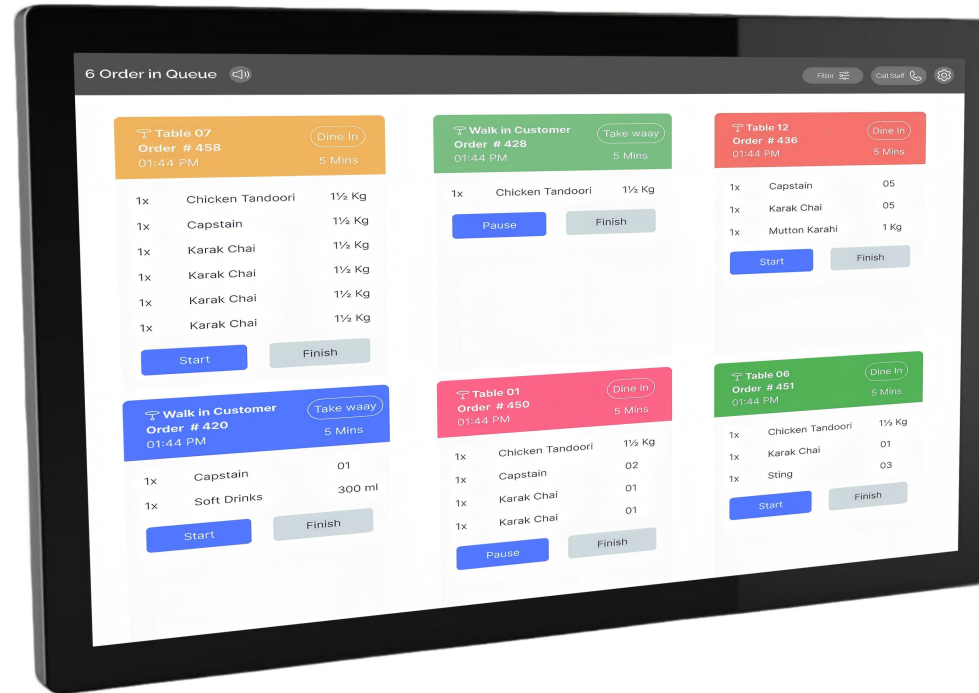 6 Order in Queue
Filter
Call Staff
Table 07
Dine In
Order # 458
01:44 PM
5 Mins
1x Chicken Tandoori 1½ Kg
1x Capstain 1½ Kg
1x Karak Chai 1½ Kg
1x Karak Chai 1½ Kg
1x Karak Chai 1½ Kg
1x Karak Chai 1½ Kg
Start Finish
Walk in Customer
Take waay
Order # 428
01:44 PM
5 Mins
1x Chicken Tandoori 1½ Kg
Pause Finish
Table 12
Dine In
Order # 436
01:44 PM
5 Mins
1x Capstain 05
1x Karak Chai 05
1x Mutton Karahi 1 Kg
Start Finish
Walk in Customer
Take waay
Order # 420
01:44 PM
5 Mins
1x Capstain 01
1x Soft Drinks 300 ml
Start Finish
Table 01
Dine In
Order # 450
01:44 PM
5 Mins
1x Chicken Tandoori 1½ Kg
1x Capstain 02
1x Karak Chai 01
1x Karak Chai 01
Pause Finish
Table 06
Dine In
Order # 451
01:44 PM
5 Mins
1x Chicken Tandoori 1½ Kg
1x Karak Chai 01
1x Sting 03
Start Finish